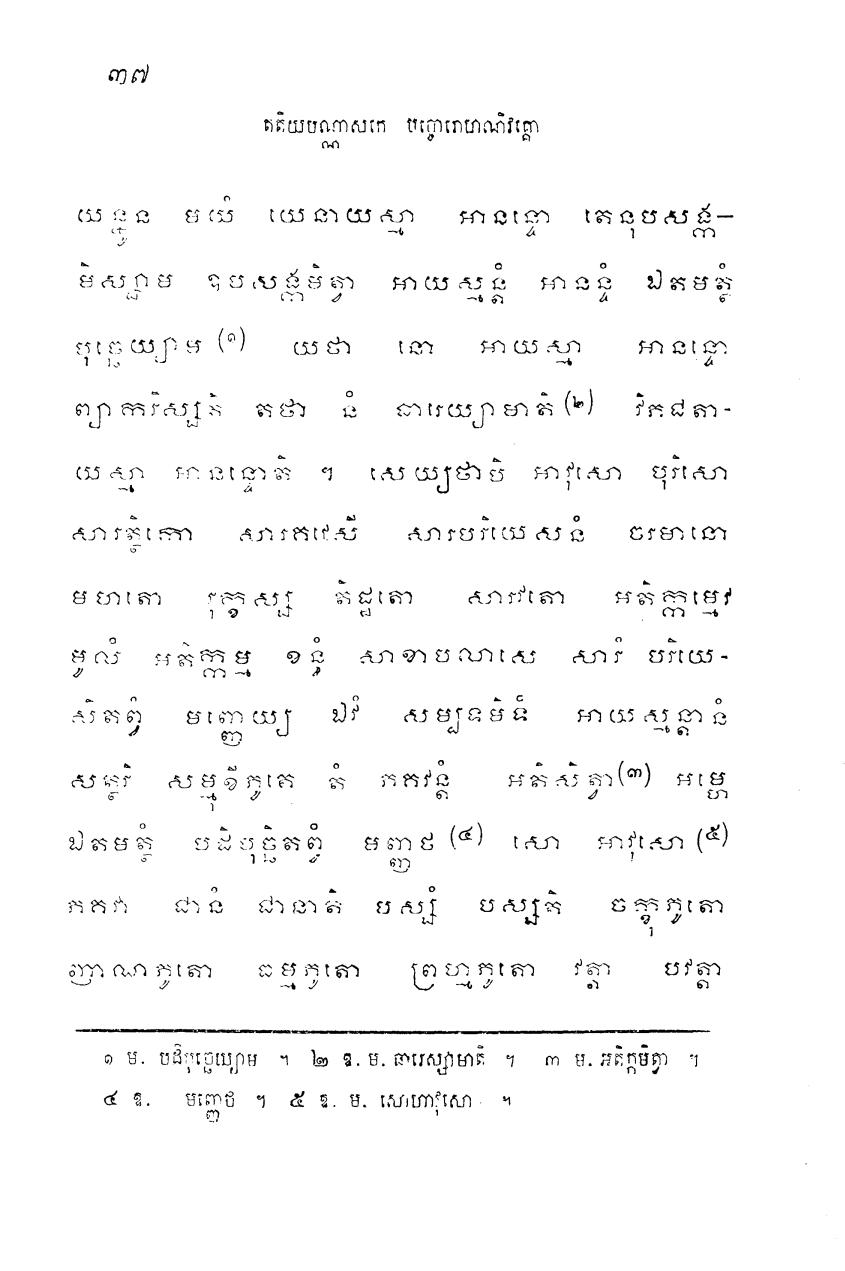 ៣៧
តតិយបណ្ណាសកេ បច្ចោរោហណិវគ្គោ
យន្នូន មយំ យេនាយស្មា អានន្ទោ តេនុបសង្ក-
មិស្សាម ឧបសង្កមិត្វា អាយស្មន្តំ អានន្ទំ ឯតមត្ថំ
បុច្ឆេយ្យាម (១) យថា នោ អាយស្មា អានន្ទោ
ព្យាករិស្សតិ តថា នំ ធារេយ្យាមាតិ (២) វិភជតា-
យស្មា អានន្ទោតិ ។ សេយ្យថាបិ អាវុសោ បុរិសោ
សារត្ថិកោ សារគវេសី សារបរិយេសនំ ចរមានោ
មហតោ រុក្ខស្ស តិដ្ឋតោ សារវតោ អតិក្កម្មេវ
មូលំ អតិក្កម្ម ខន្ធំ សាខាបលាសេ សារំ បរិយេ-
សិតព្វំ មញ្ញេយ្យ ឯវំ សម្បទមិទំ អាយស្មន្តានំ
សត្ថរិ សម្មុខីភូតេ តំ ភគវន្តំ អតិសិត្វា (៣) អម្ហេ
ឯតមត្ថំ បដិបុច្ឆិតព្វំ មញ្ញថ (៤) សោ អាវុសោ (៥)
ភគវា ជានំ ជានាតិ បស្សំ បស្សតិ ចក្ខុភូតោ
ញាណភូតោ ធម្មភូតោ ព្រហ្មភូតោ វត្តា បវត្តា
១ ម. បដិបុច្ឆេយ្យាម ។ ២ ឱ. ម. ធារេស្សាមាតិ ។ ៣ ម. អតិក្កមិត្វា ។
៤ ឱ. មញ្ញេថ ។ ៥ ឱ. ម. សោហាវុសោ ។